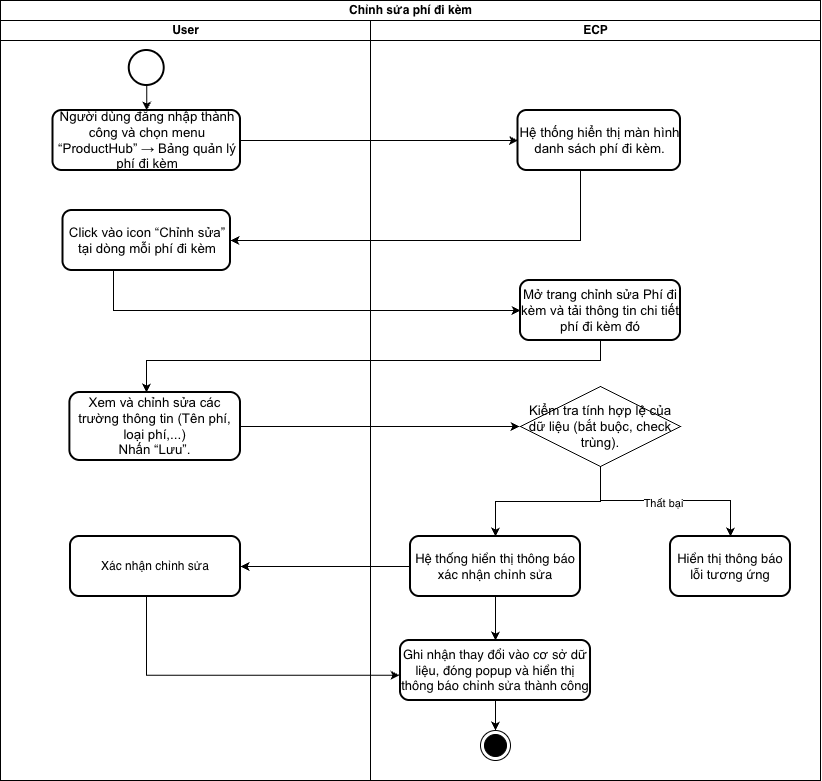 Chỉnh sửa phí đi kèm
User
ECP
Người dùng đăng nhập thành
công và chọn menu
“ProductHub” → Bảng quản lý
phí đi kèm
Hệ thống hiển thị màn hình
danh sách phí đi kèm.
Click vào icon “Chỉnh sửa”
tại dòng mỗi phí đi kèm
Mở trang chỉnh sửa Phí đi
kèm và tải thông tin chi tiết
phí đi kèm đó
Xem và chỉnh sửa các
trường thông tin (Tên phí,
loại phí,...)
Nhấn “Lưu”.
Kiểm tra tính hợp lệ của
dữ liệu (bắt buộc, check
trùng).
Thất bại
Xác nhận chỉnh sửa
Hệ thống hiển thị thông báo
xác nhận chỉnh sửa
Hiển thị thông báo
lỗi tương ứng
Ghi nhận thay đổi vào cơ sở dữ
liệu, đóng popup và hiển thị
thông báo chỉnh sửa thành công